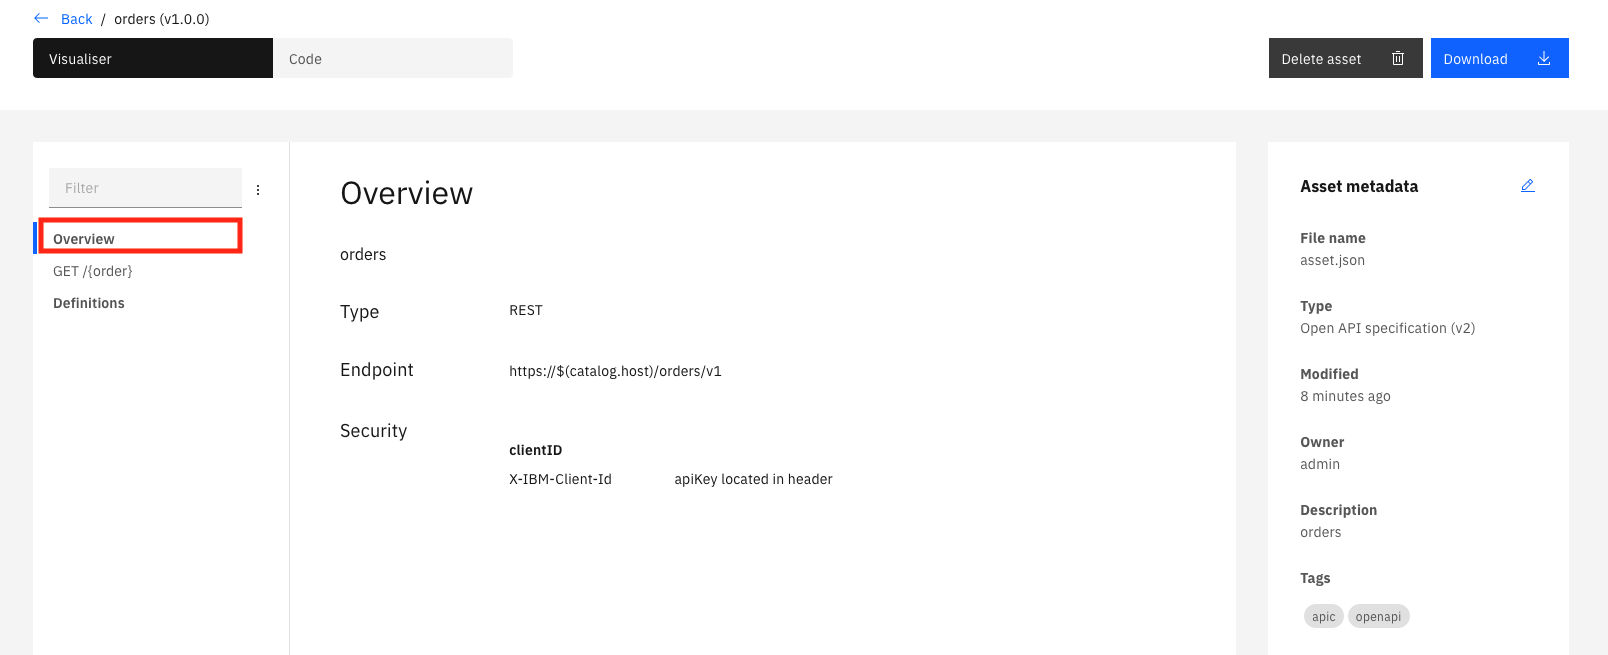 Back / orders (v1.0.0)
Visualiser
Code
Delete asset
Download
Filter
Overview
GET /{order}
Definitions
Overview
orders
Type
REST
Endpoint
https://$(catalog.host)/orders/v1
Security
clientID
X-IBM-Client-Id
apiKey located in header
Asset metadata
File name
asset.json
Type
Open API specification (v2)
Modified
8 minutes ago
Owner
admin
Description
orders
Tags
apic
openapi